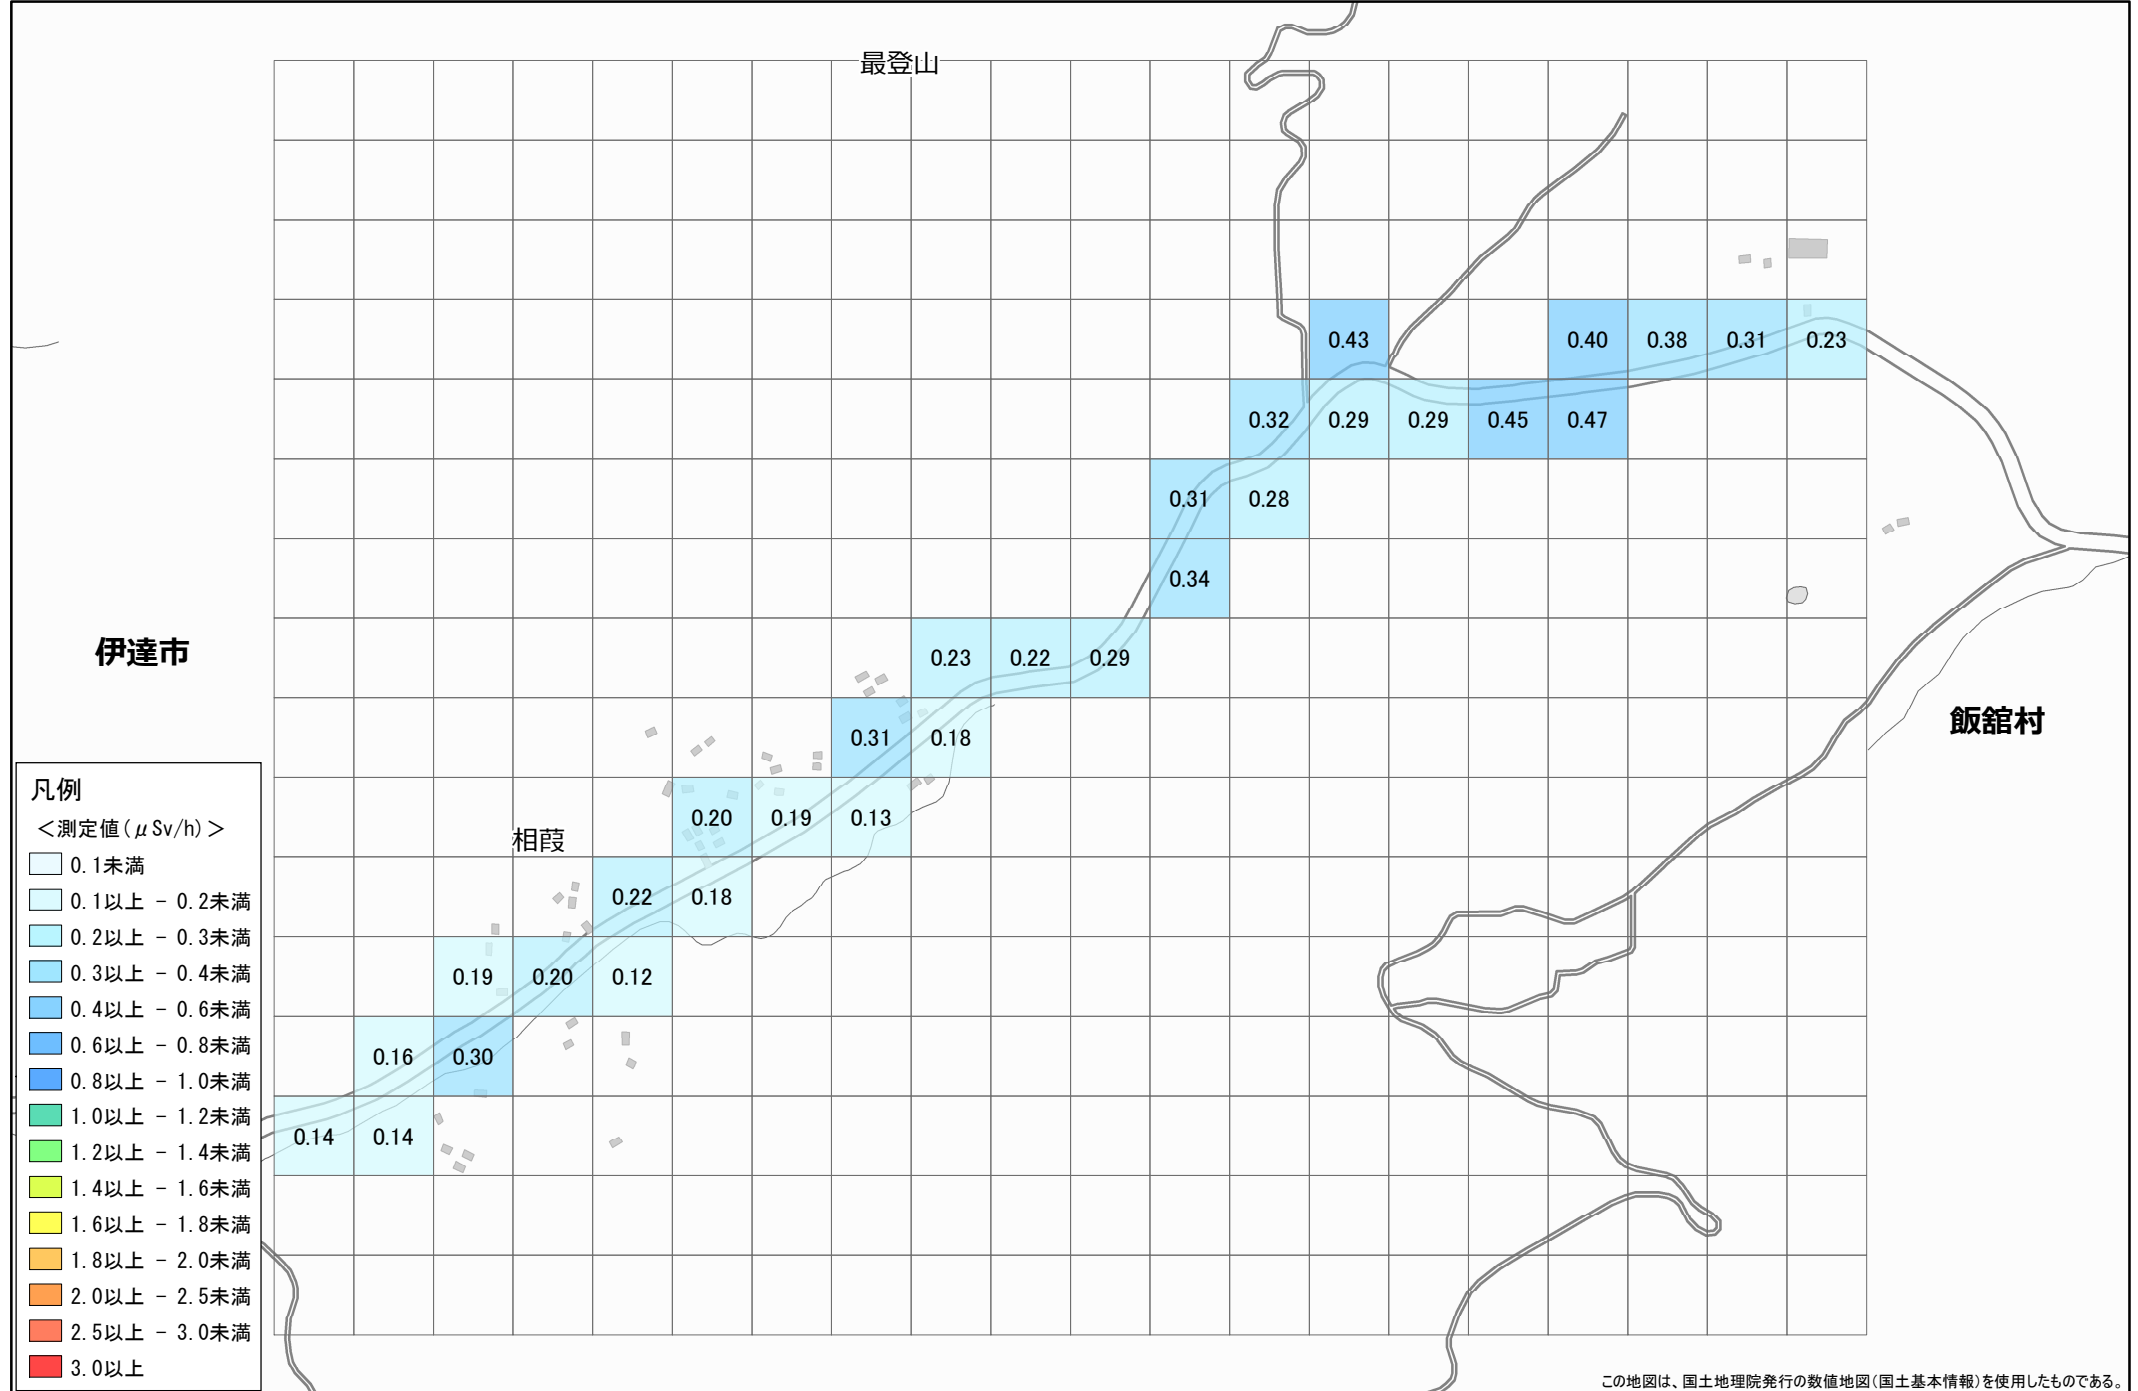 最登山
0.43 0.40 0.38 0.31 0.23
0.32 0.29 0.29 0.45 0.47
0.31 0.28
0.34
伊達市
0.23 0.22 0.29
飯舘村
0.31 0.18
0.20 0.19 0.13
相葭
0.22 0.18
0.19 0.20 0.12
0.16 0.30
0.14 0.14
凡例
＜測定値(μSv/h)＞
0.1未満
0.1以上 - 0.2未満
0.2以上 - 0.3未満
0.3以上 - 0.4未満
0.4以上 - 0.6未満
0.6以上 - 0.8未満
0.8以上 - 1.0未満
1.0以上 - 1.2未満
1.2以上 - 1.4未満
1.4以上 - 1.6未満
1.6以上 - 1.8未満
1.8以上 - 2.0未満
2.0以上 - 2.5未満
2.5以上 - 3.0未満
3.0以上
この地図は、国土地理院発行の数値地図(国土基本情報)を使用したものである。